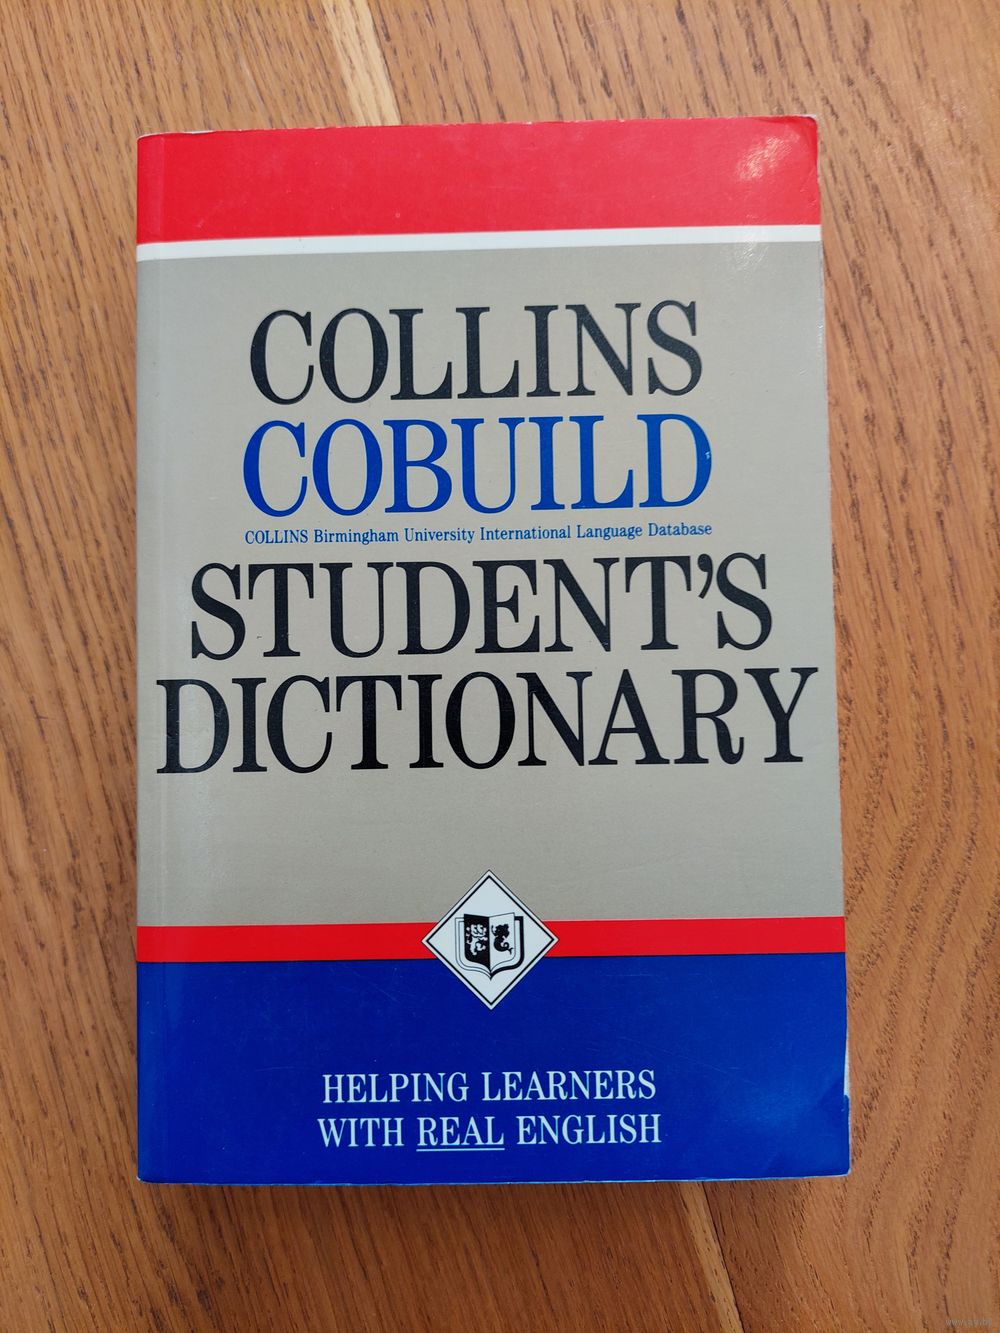 COLLINS
COBUILD
COLLINS Birmingham University International Language Database
STUDENT'S
DICTIONARY
HELPING LEARNERS
WITH REAL ENGLISH